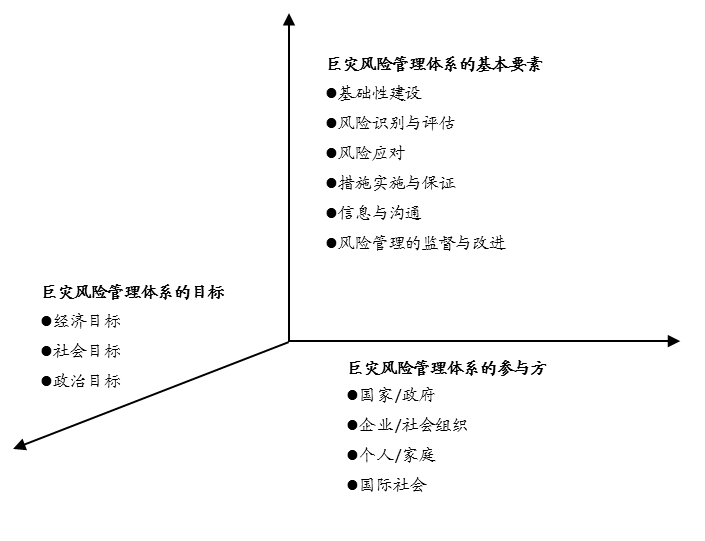 巨灾风险管理体系的基本要素
●基础性建设
●风险识别与评估
●风险应对
●措施实施与保证
●信息与沟通
●风险管理的监督与改进
巨灾风险管理体系的目标
●经济目标
●社会目标
●政治目标
巨灾风险管理体系的参与方
●国家/政府
●企业/社会组织
●个人/家庭
●国际社会